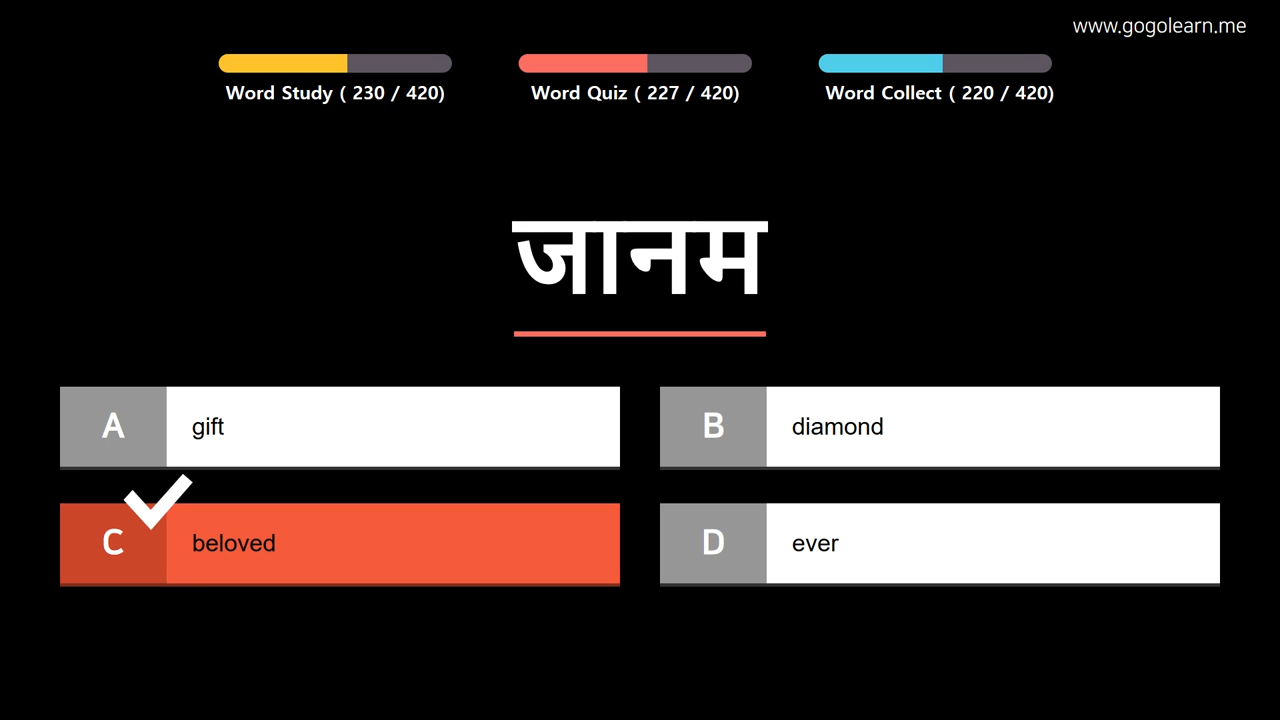 www.gogolearn.me
Word Study ( 230 / 420)
Word Quiz ( 227 / 420)
Word Collect ( 220 / 420)
जानम
A gift
B diamond
C beloved
D ever